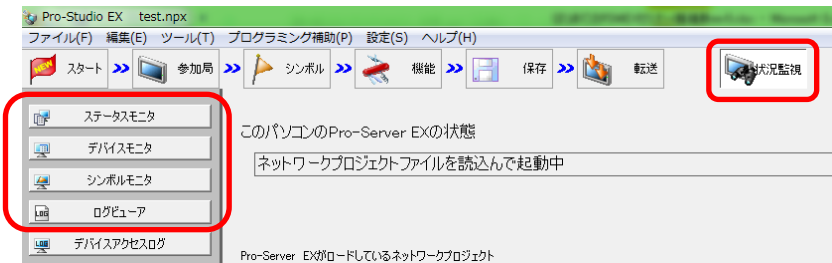 Pro-Studio EX test.npx
ファイル(F) 編集(E) ツール(T) プログラミング補助(P) 設定(S) ヘルプ(H)
NEW スタート >> 参加局 >> シンボル >> 機能 >> 保存 >> 転送 状況監視
ステータスモニタ
デバイスモニタ
シンボルモニタ
LOG ログビューア
デバイスアクセスログ
このパソコンのPro-Server EXの状態
ネットワークプロジェクトファイルを読込んで起動中
Pro-Server EXがロードしているネットワークプロジェクト